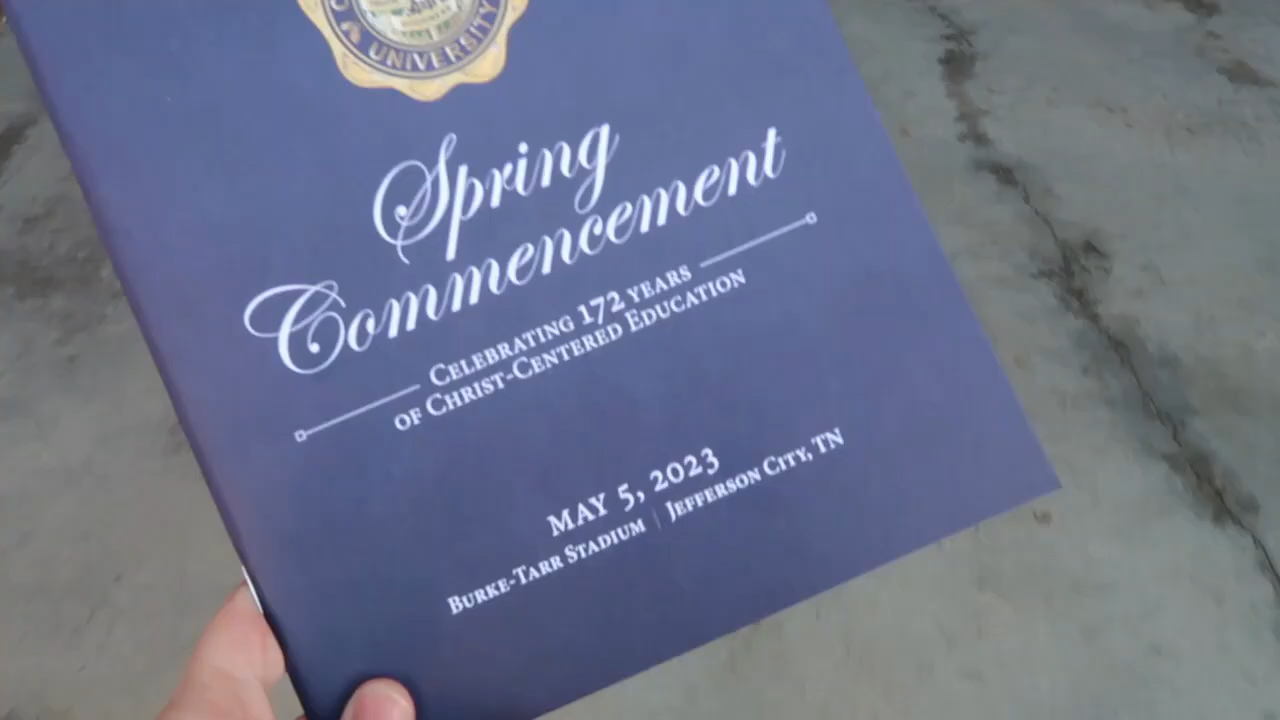 UNIVERSITY
Spring
Commencement
CELEBRATING 172 YEARS
OF CHRIST-CENTERED EDUCATION
MAY 5, 2023
BURKE-TARR STADIUM | JEFFERSON CITY, TN